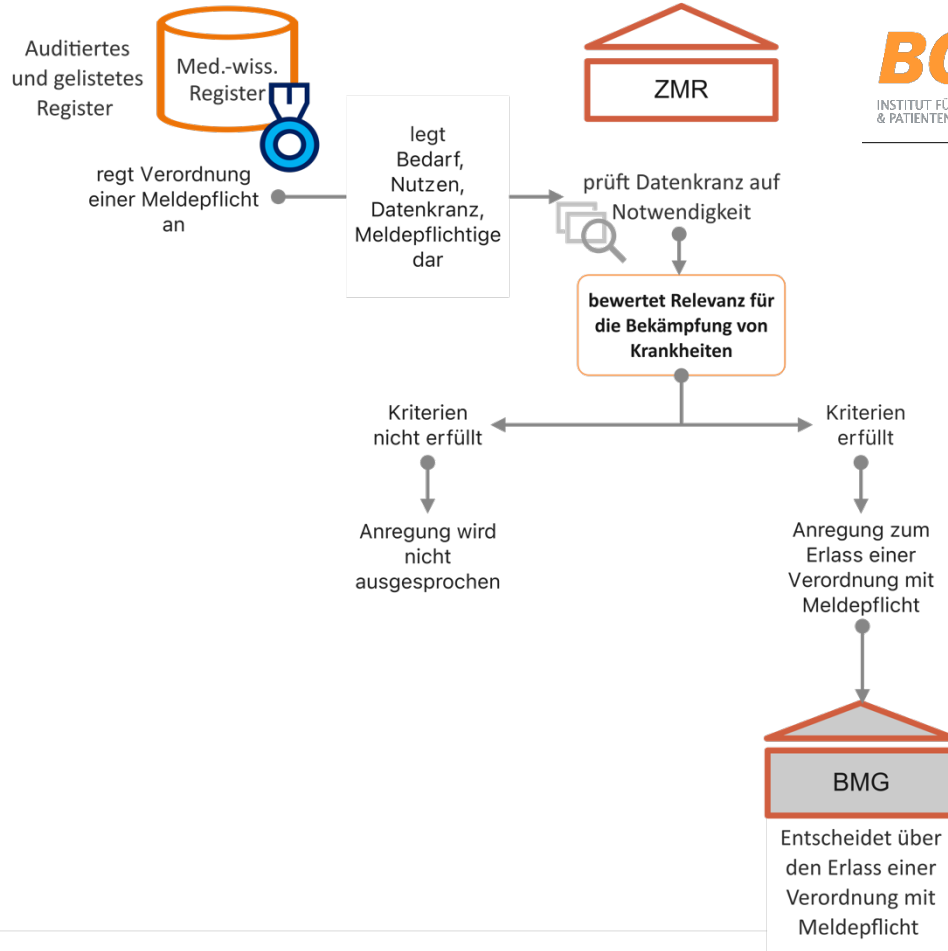 Auditiertes
und gelistetes
Register
Med.-wiss.
Register
ZMR
INSTITUT
regt Verordnung
einer Meldepflicht
an
legt
Bedarf,
Nutzen,
Datenkranz,
Meldepflichtige
dar
prüft Datenkranz auf
Notwendigkeit
bewertet Relevanz für
die Bekämpfung von
Krankheiten
Kriterien
nicht erfüllt
Kriterien
erfüllt
Anregung wird
nicht
ausgesprochen
Anregung zum
Erlass einer
Verordnung mit
Meldepflicht
BMG
Entscheidet über
den Erlass einer
Verordnung mit
Meldepflicht